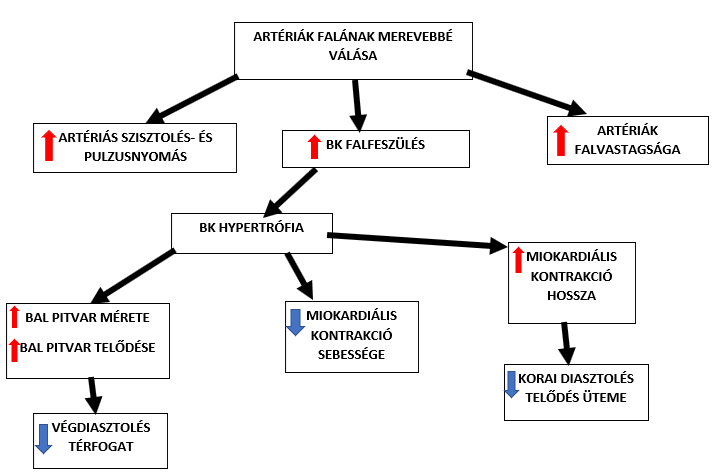 ARTÉRIÁK FALÁNAK MEREVEBBÉ
VÁLÁSA
ARTÉRIÁS SZISZTOLÉS- ÉS
PULZUSNYOMÁS
BK FALFESZÜLÉS
ARTÉRIÁK
FALVASTAGSÁGA
BK HYPERTRÓFIA
MIOKARDIÁLIS
KONTRAKCIÓ
HOSSZA
BAL PITVAR MÉRETE
BAL PITVAR TELŐDÉSE
MIOKARDIÁLIS
KONTRAKCIÓ
SEBESSÉGE
KORAI DIASZTOLÉS
TELŐDÉS ÜTEME
VÉGDIASZTOLÉS
TÉRFOGAT